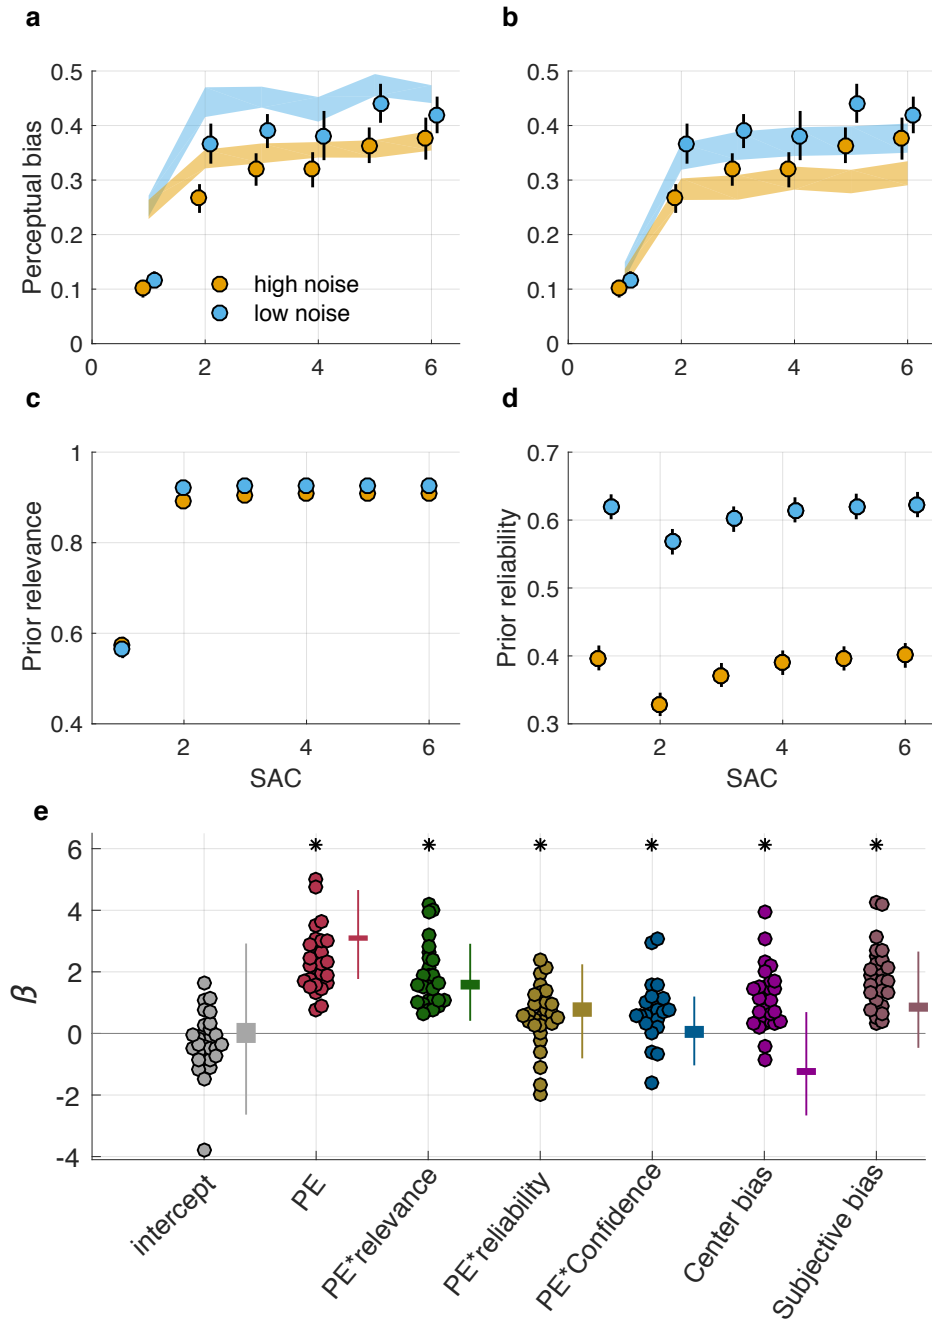 a
b
0.5
0.4
0.3
0.2
0.1
0
Perceptual bias
high noise
low noise
0
2
4
6
0.5
0.4
0.3
0.2
0.1
0
0
2
4
6
c
d
1
0.8
0.6
0.4
Prior relevance
2
4
6
SAC
0.7
0.6
0.5
0.4
0.3
Prior reliability
2
4
6
SAC
e
6
4
2
0
-2
-4
β
* * * * * *
intercept
PE
PE*relevance
PE*reliability
PE*Confidence
Center bias
Subjective bias